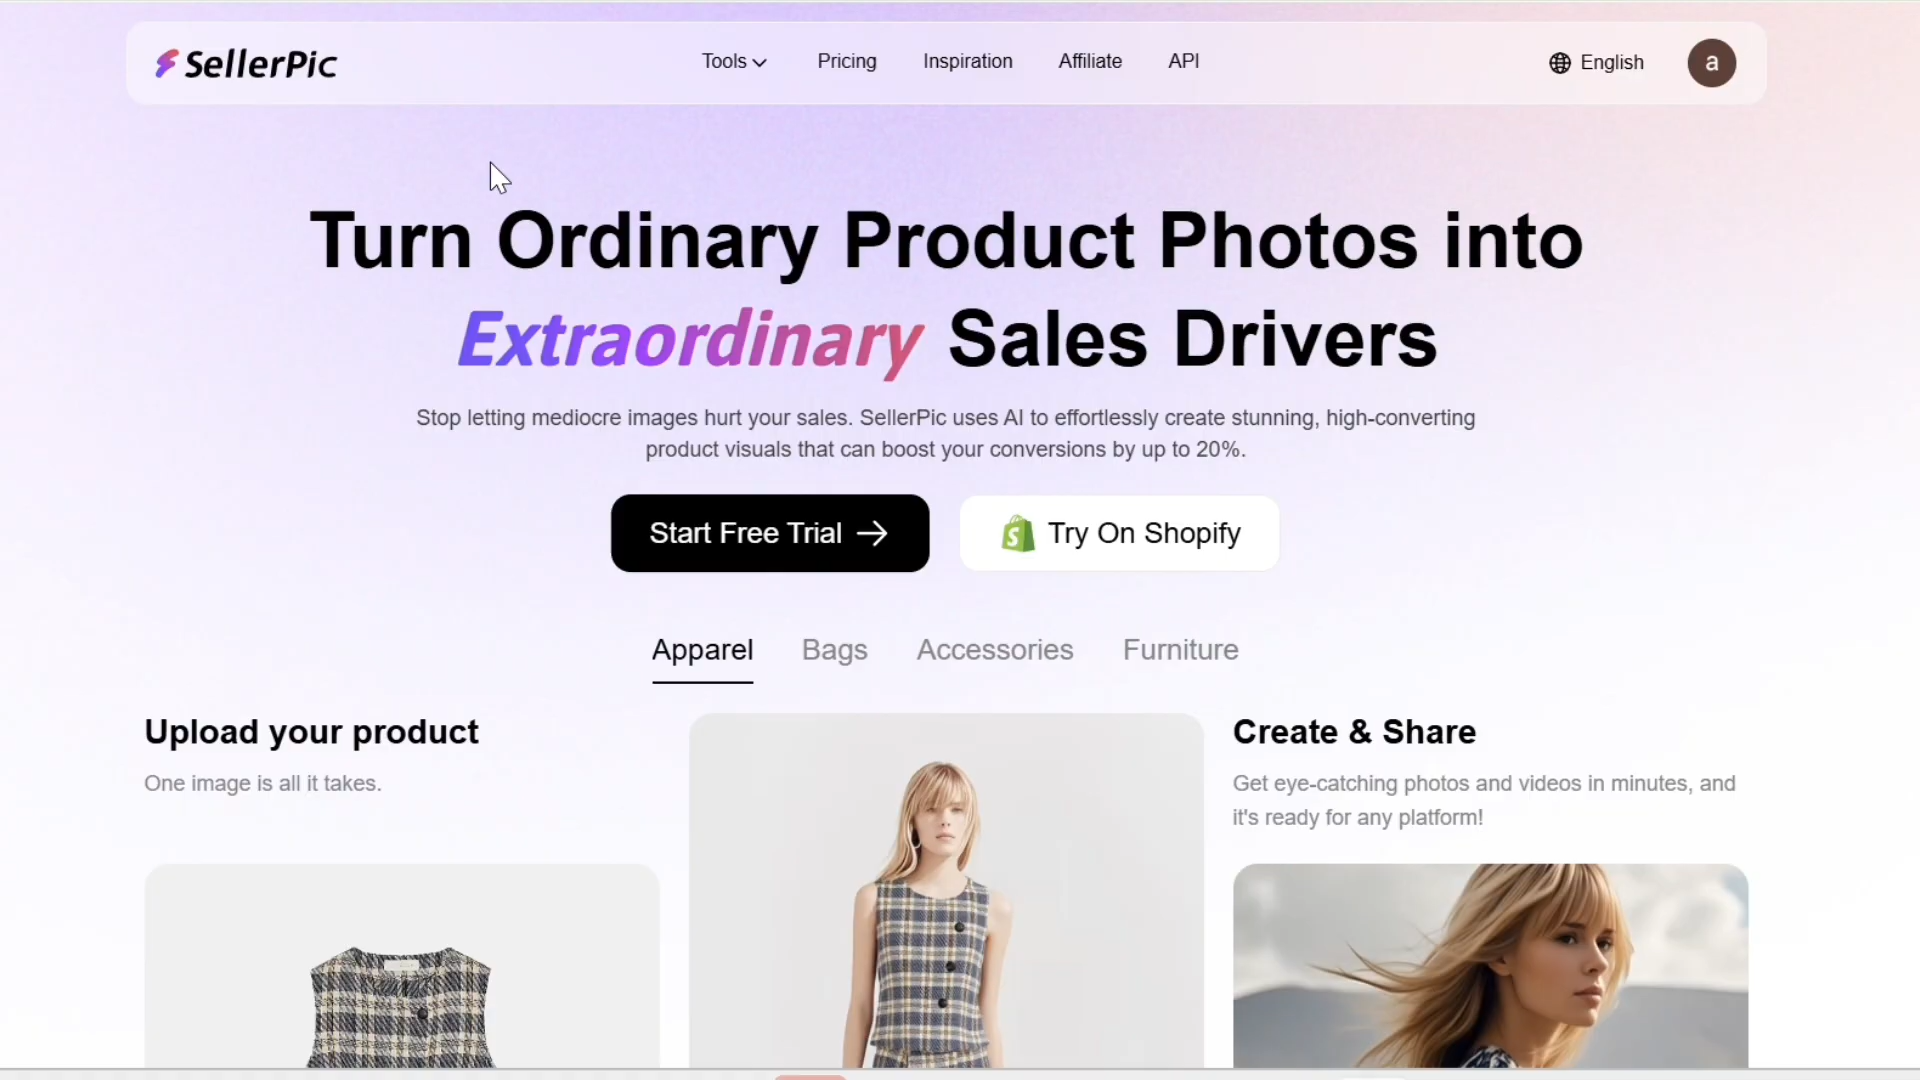 SellerPic
Tools
Pricing
Inspiration
Affiliate
API
English
a
Turn Ordinary Product Photos into
Extraordinary Sales Drivers
Stop letting mediocre images hurt your sales. SellerPic uses AI to effortlessly create stunning, high-converting
product visuals that can boost your conversions by up to 20%.
Start Free Trial
Try On Shopify
Apparel
Bags
Accessories
Furniture
Upload your product
One image is all it takes.
Create & Share
Get eye-catching photos and videos in minutes, and
it's ready for any platform!